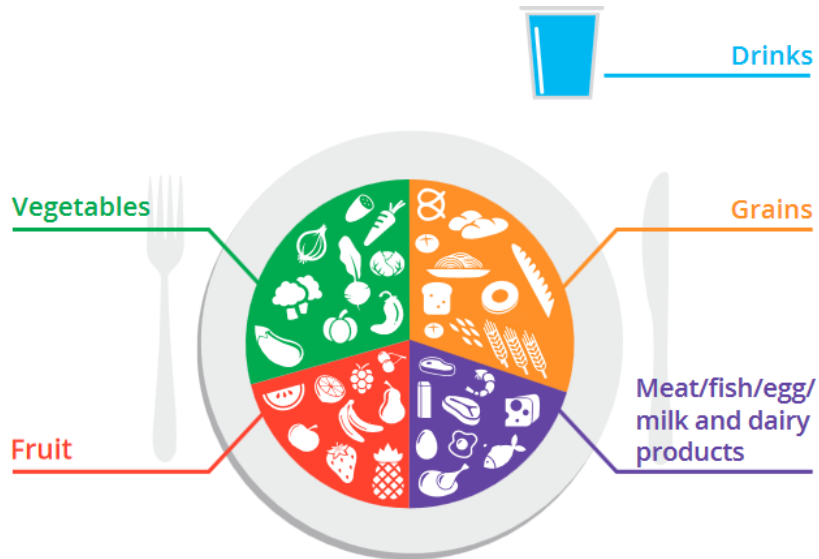 Drinks
Vegetables
Grains
Meat/fish/egg/
milk and dairy
products
Fruit